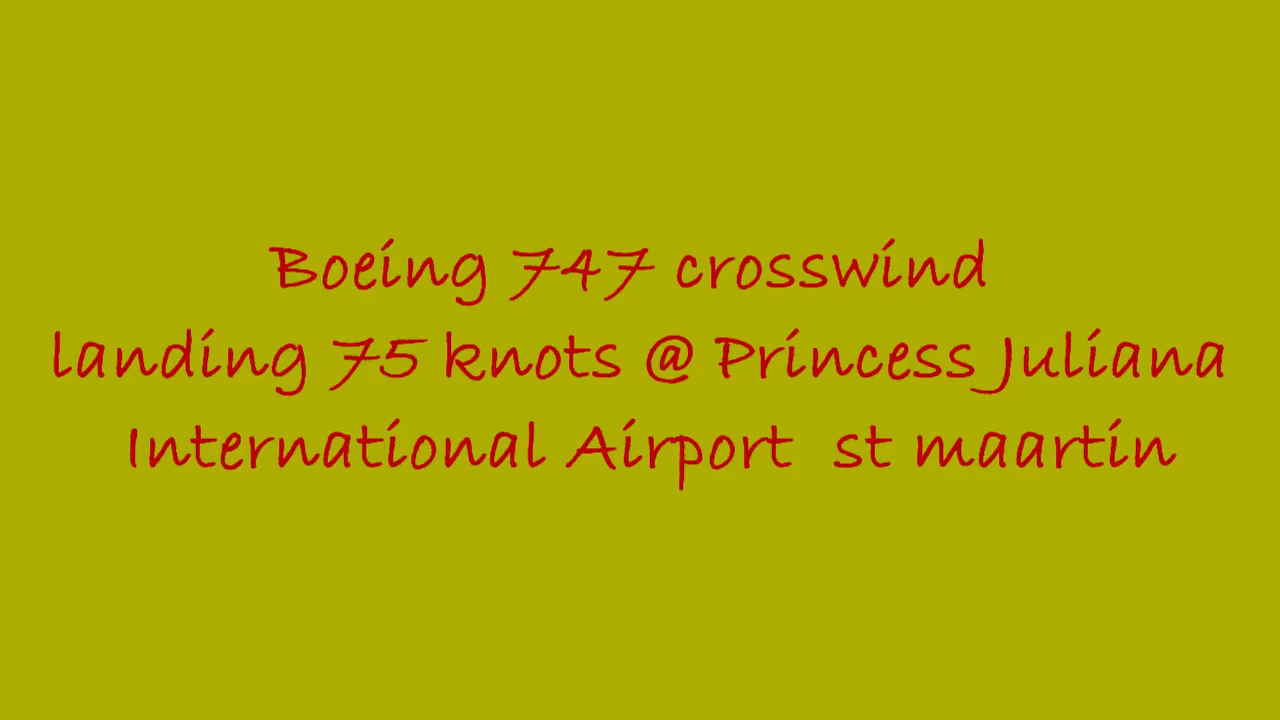 Boeing 747 crosswind
landing 75 knots @ Princess Juliana
International Airport st maartin